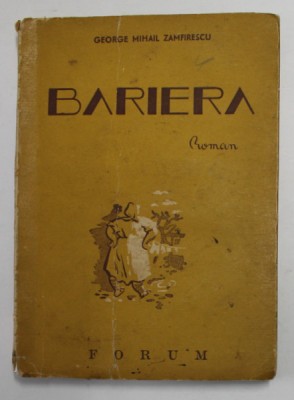 GEORGE MIHAIL ZAMFIRESCU
BARIERA
Roman
FORUM